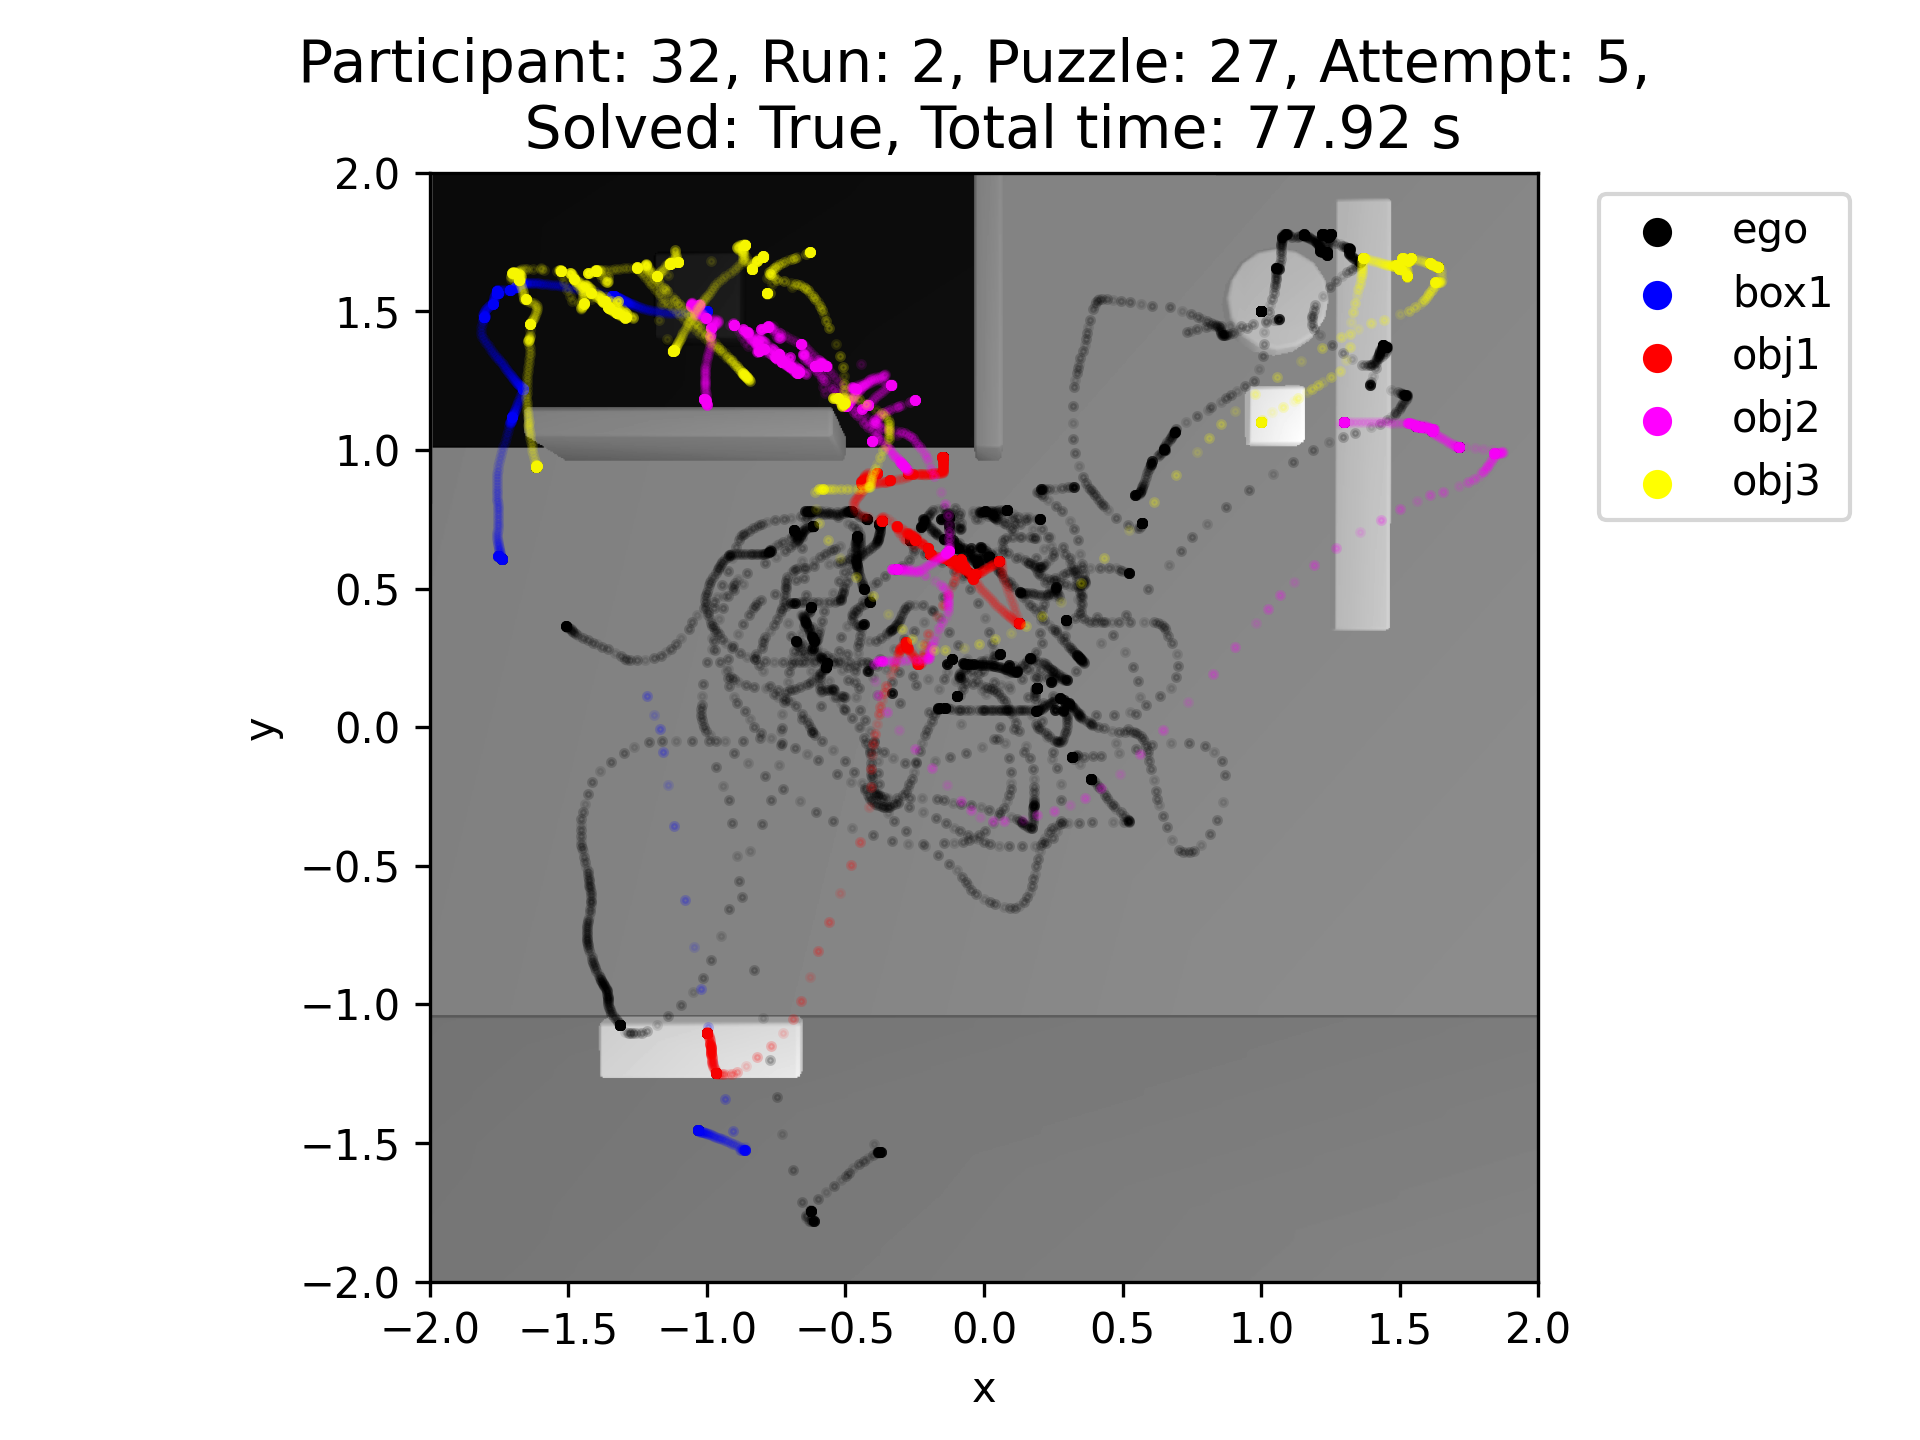 Participant: 32, Run: 2, Puzzle: 27, Attempt: 5,
Solved: True, Total time: 77.92 s
2.0
1.5
1.0
0.5
0.0
−0.5
−1.0
−1.5
−2.0
y
−2.0 −1.5 −1.0 −0.5 0.0 0.5 1.0 1.5 2.0
x
ego
box1
obj1
obj2
obj3